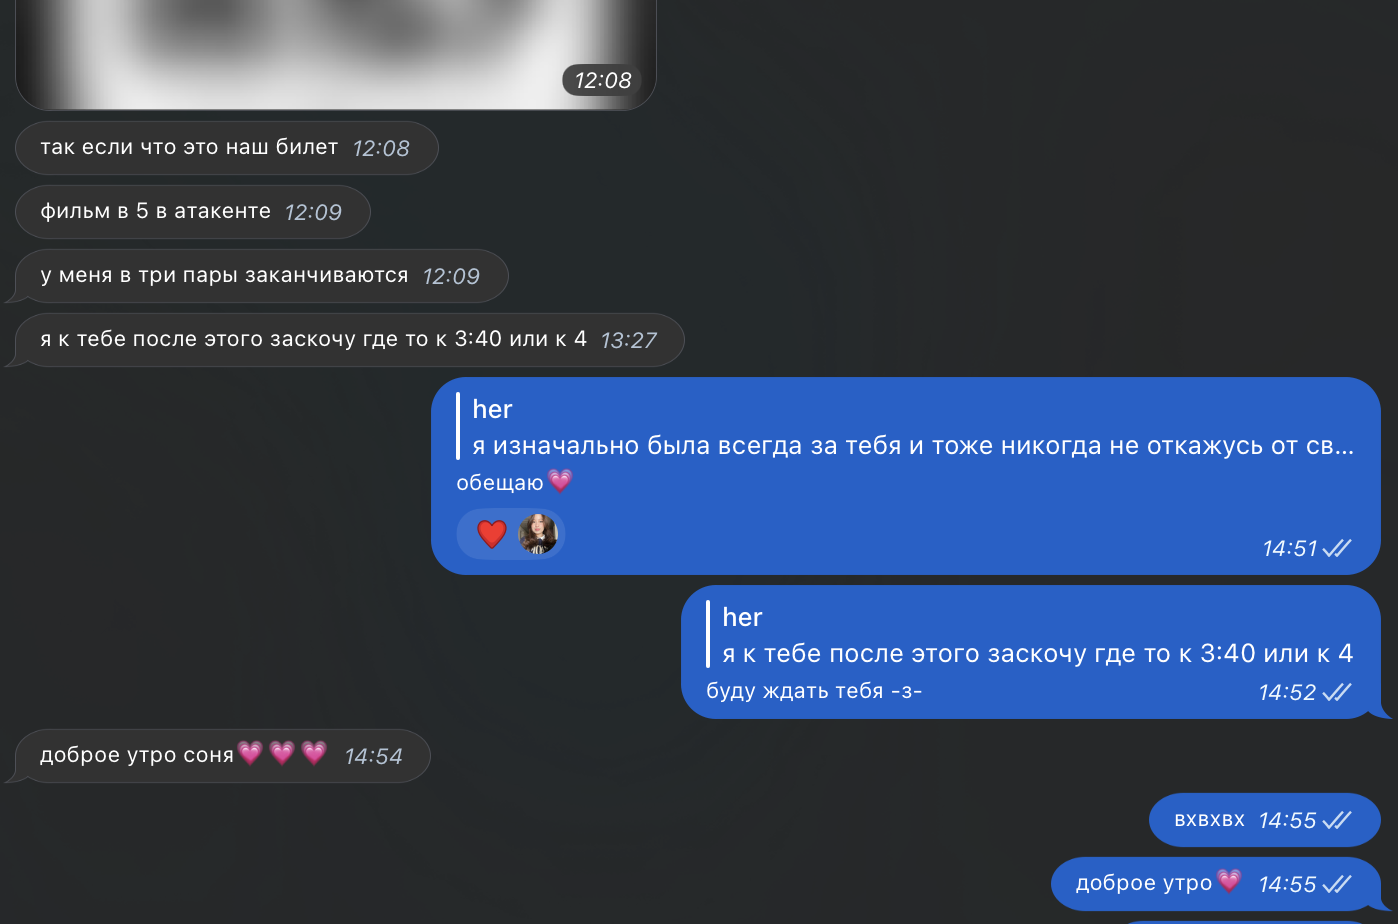 12:08
так если что это наш билет 12:08
фильм в 5 в атакенте 12:09
у меня в три пары заканчиваются 12:09
я к тебе после этого заскочу где то к 3:40 или к 4 13:27
her
я изначально была всегда за тебя и тоже никогда не откажусь от св...
обещаю💗
❤️
14:51
her
я к тебе после этого заскочу где то к 3:40 или к 4
буду ждать тебя -з- 14:52
доброе утро соня💗💗💗 14:54
вхвхвх 14:55
доброе утро💗 14:55